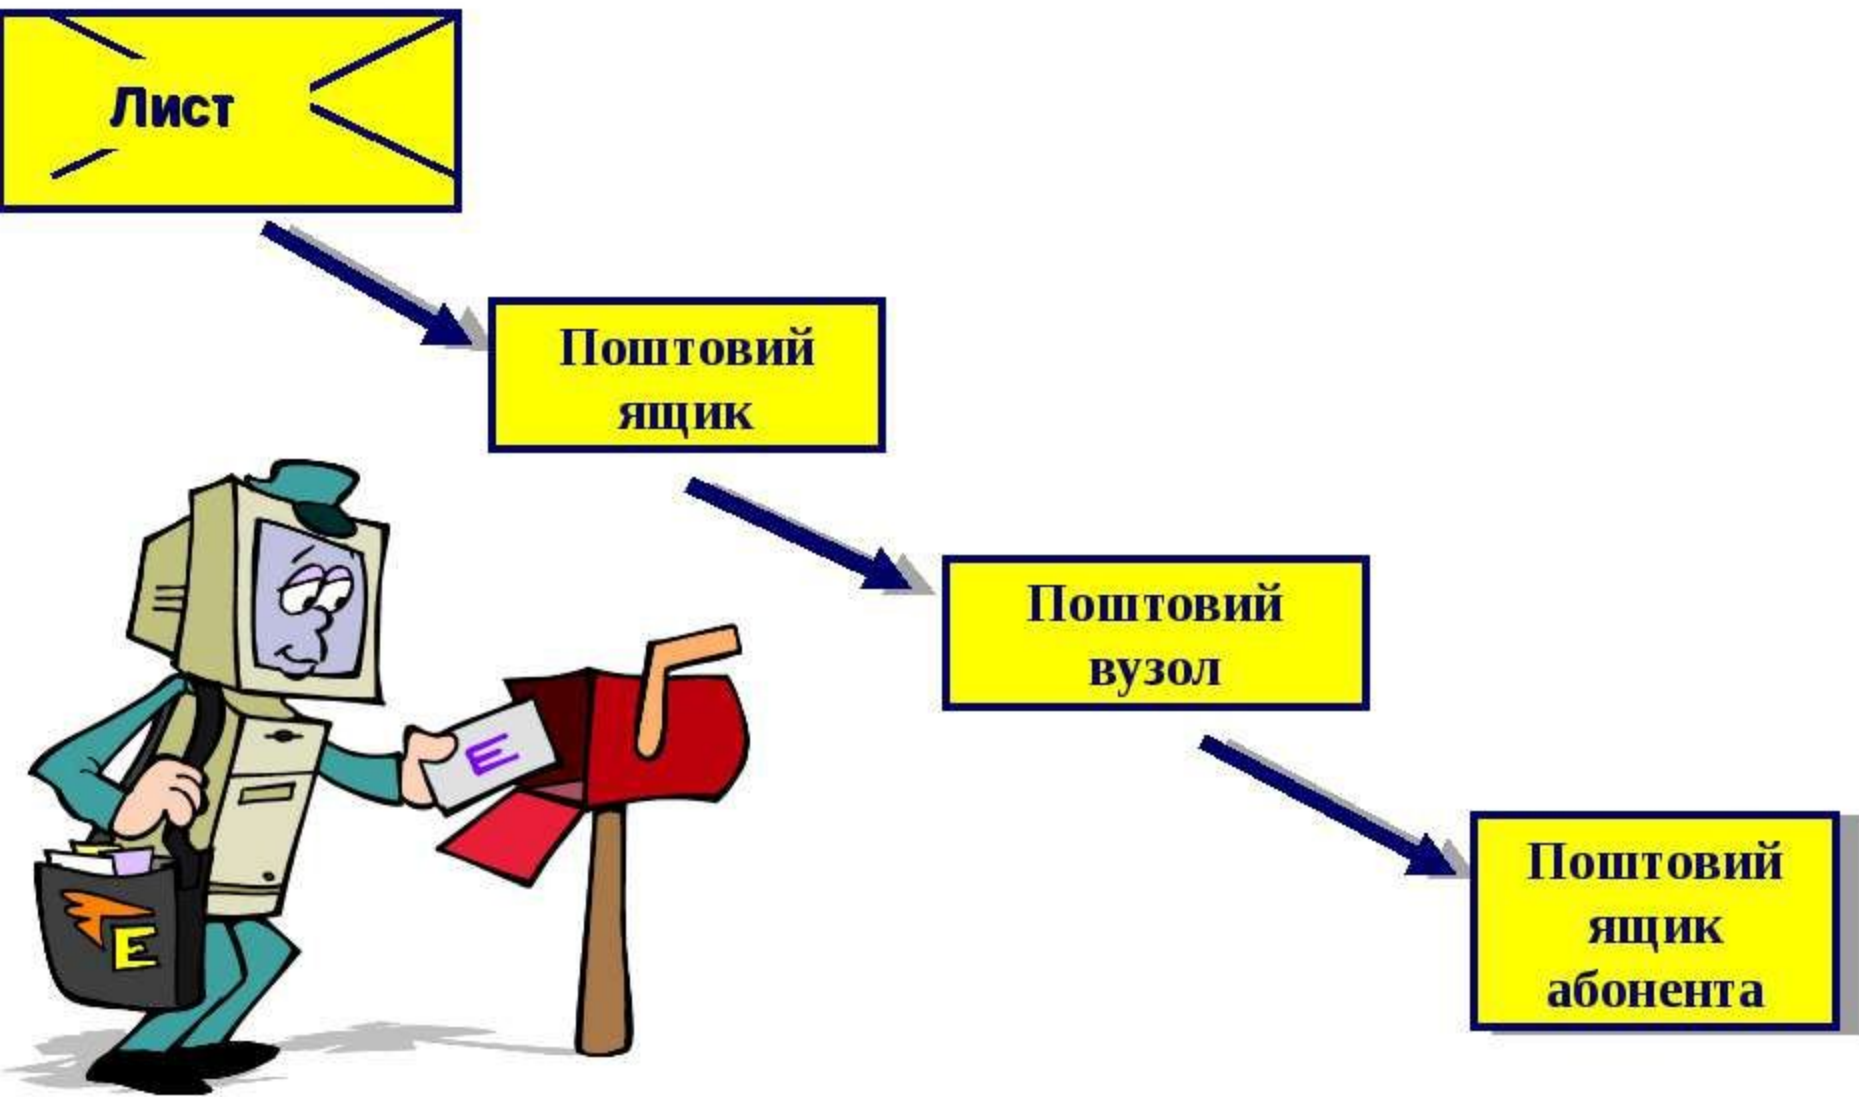 Лист
Поштовий
ящик
Поштовий
вузол
E
E
Поштовий
ящик
абонента